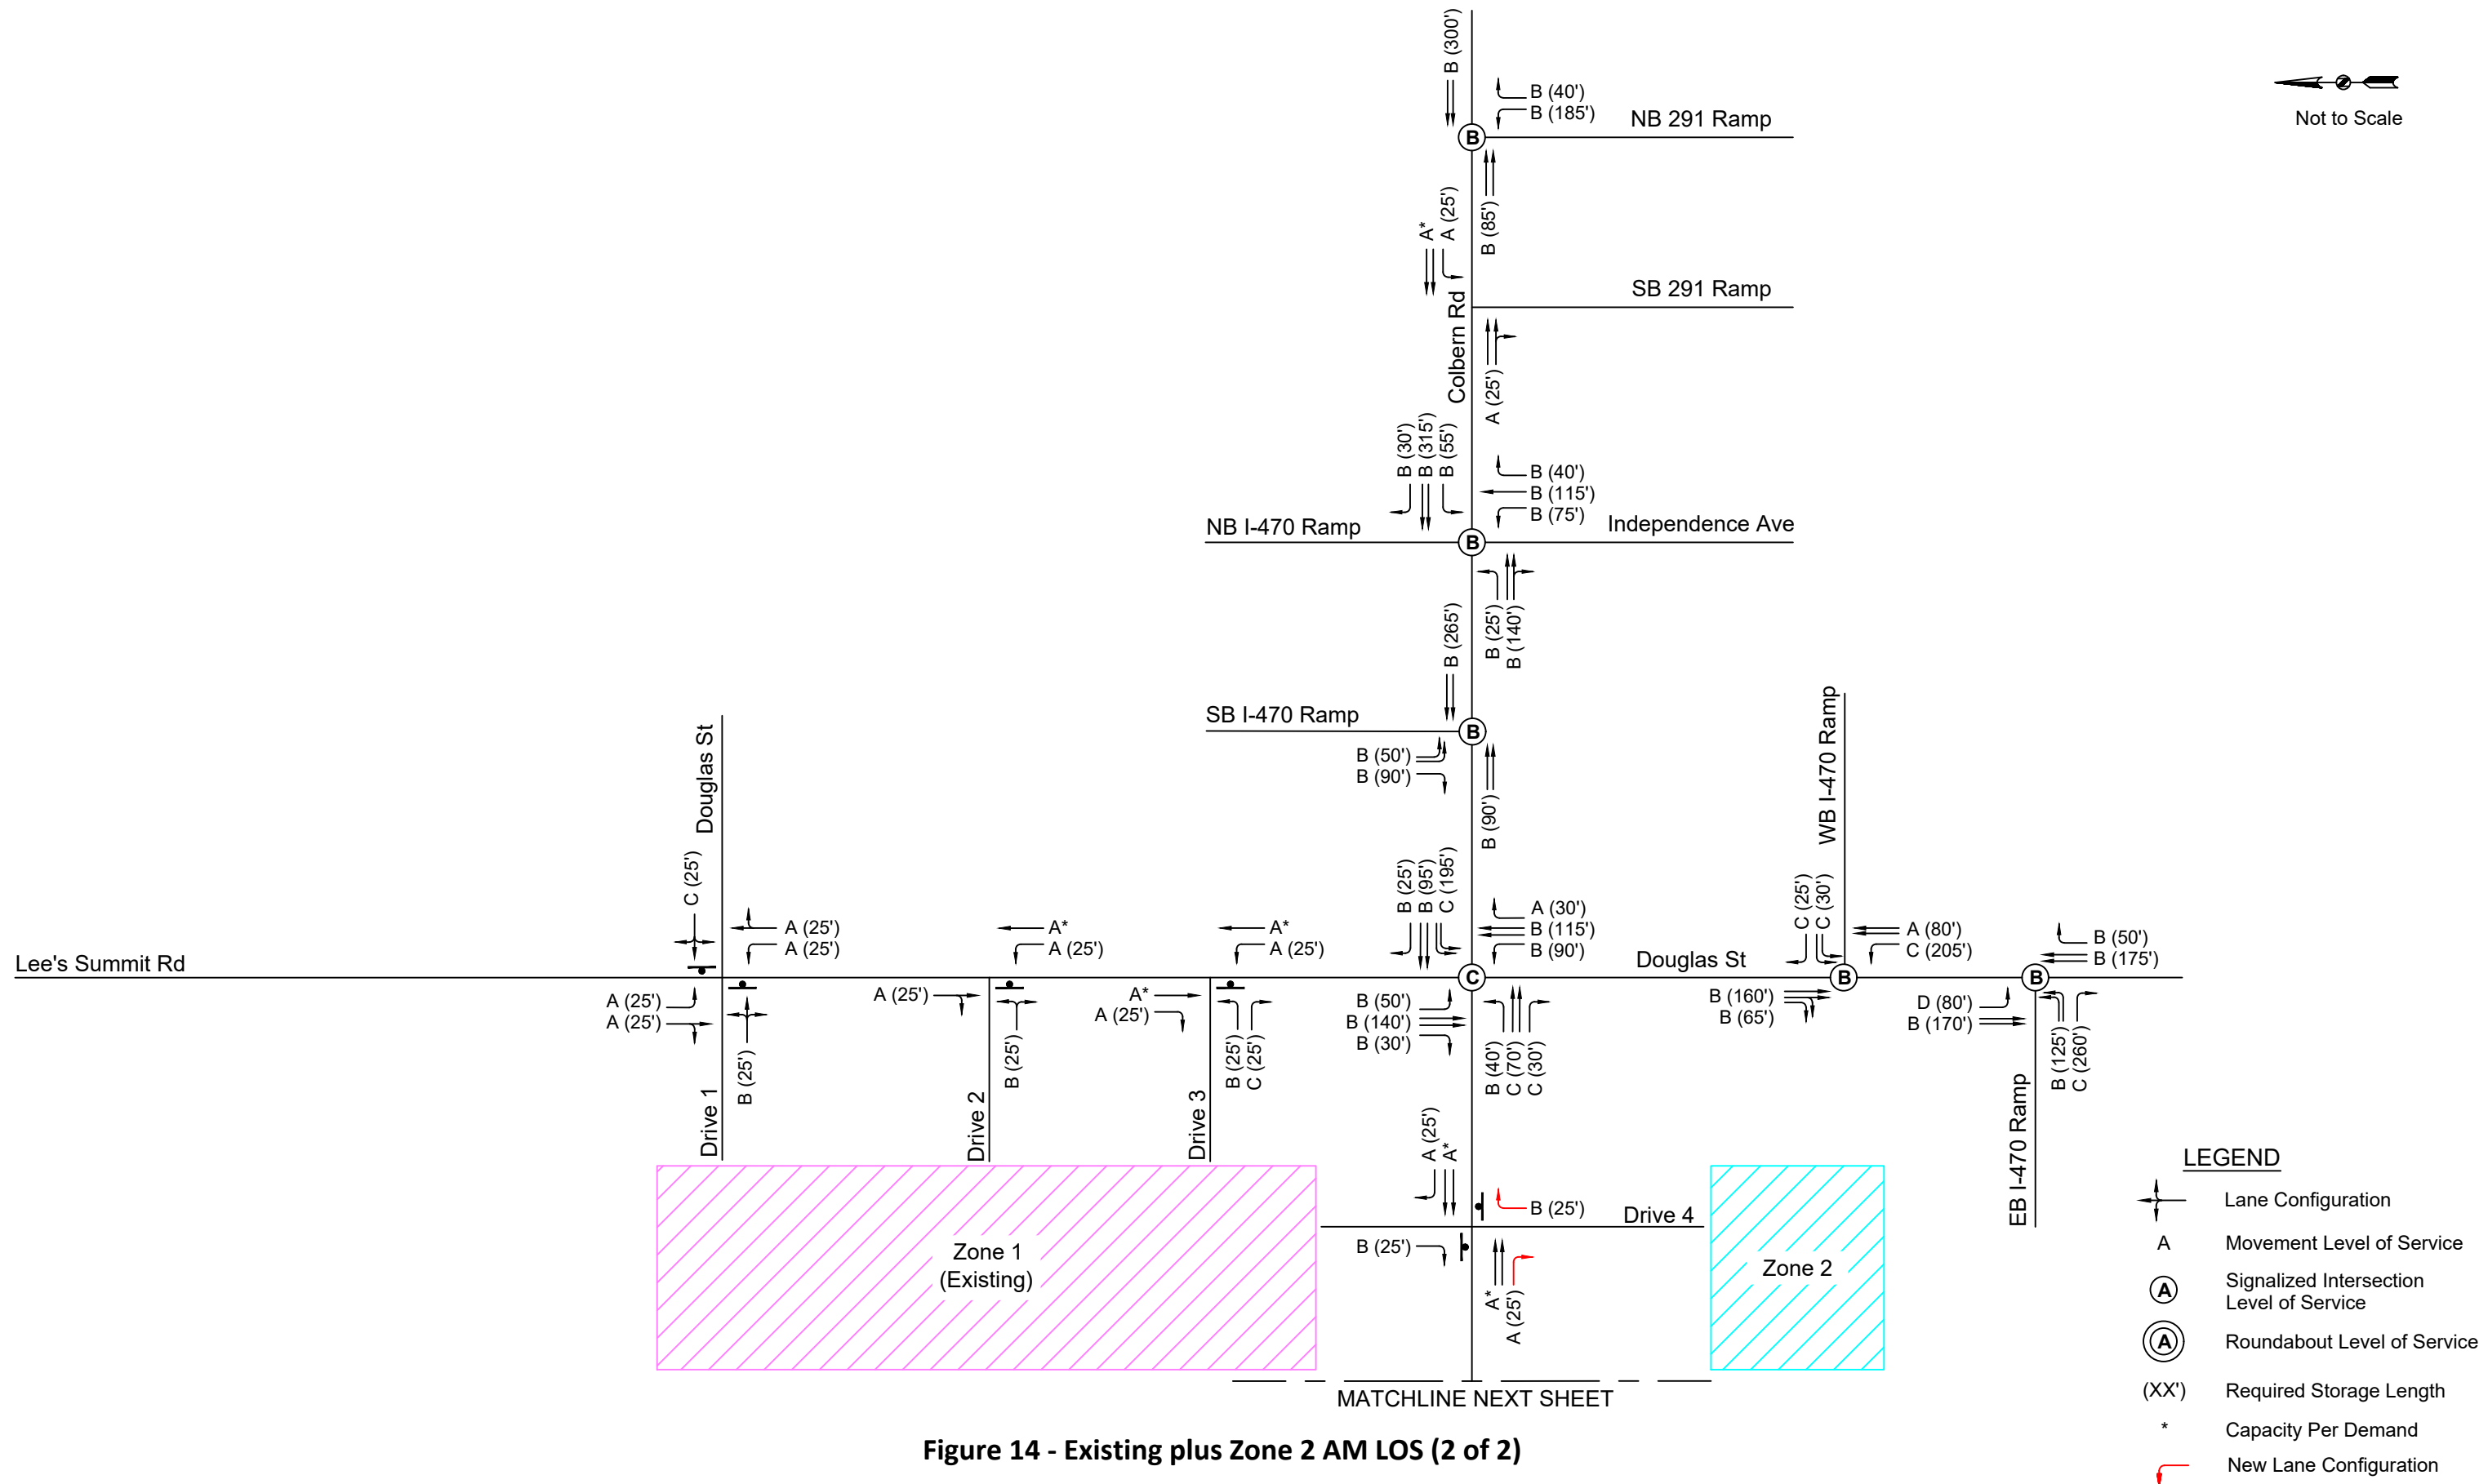 B (300')
B (40')
B (185')
NB 291 Ramp
B
Not to Scale
A*
A (25')
B (85')
SB 291 Ramp
Colbern Rd
A (25')
B (30')
B (315')
B (55')
B (40')
B (115')
B (75')
NB I-470 Ramp
Independence Ave
B
B (25')
B (140')
B (265')
SB I-470 Ramp
B
B (50')
B (90')
B (90')
Douglas St
WB I-470 Ramp
C (25')
A (25')
A (25')
A*
A (25')
A*
A (25')
B (25')
B (95')
C (195')
A (30')
B (115')
B (90')
C (25')
C (30')
A (80')
C (205')
B (50')
B (175')
Lee's Summit Rd
Douglas St
C
B
B
A (25')
A (25')
B (25')
A (25')
B (25')
A*
A (25')
B (25')
C (25')
B (50')
B (140')
B (30')
B (40')
C (70')
C (30')
B (160')
B (65')
D (80')
B (170')
B (125')
C (260')
Drive 1
Drive 2
Drive 3
EB I-470 Ramp
A (25')
A*
B (25')
Drive 4
B (25')
A*
A (25')
Zone 1
(Existing)
Zone 2
MATCHLINE NEXT SHEET
LEGEND
Lane Configuration
A Movement Level of Service
A Signalized Intersection
Level of Service
A Roundabout Level of Service
(XX') Required Storage Length
* Capacity Per Demand
New Lane Configuration
Figure 14 - Existing plus Zone 2 AM LOS (2 of 2)